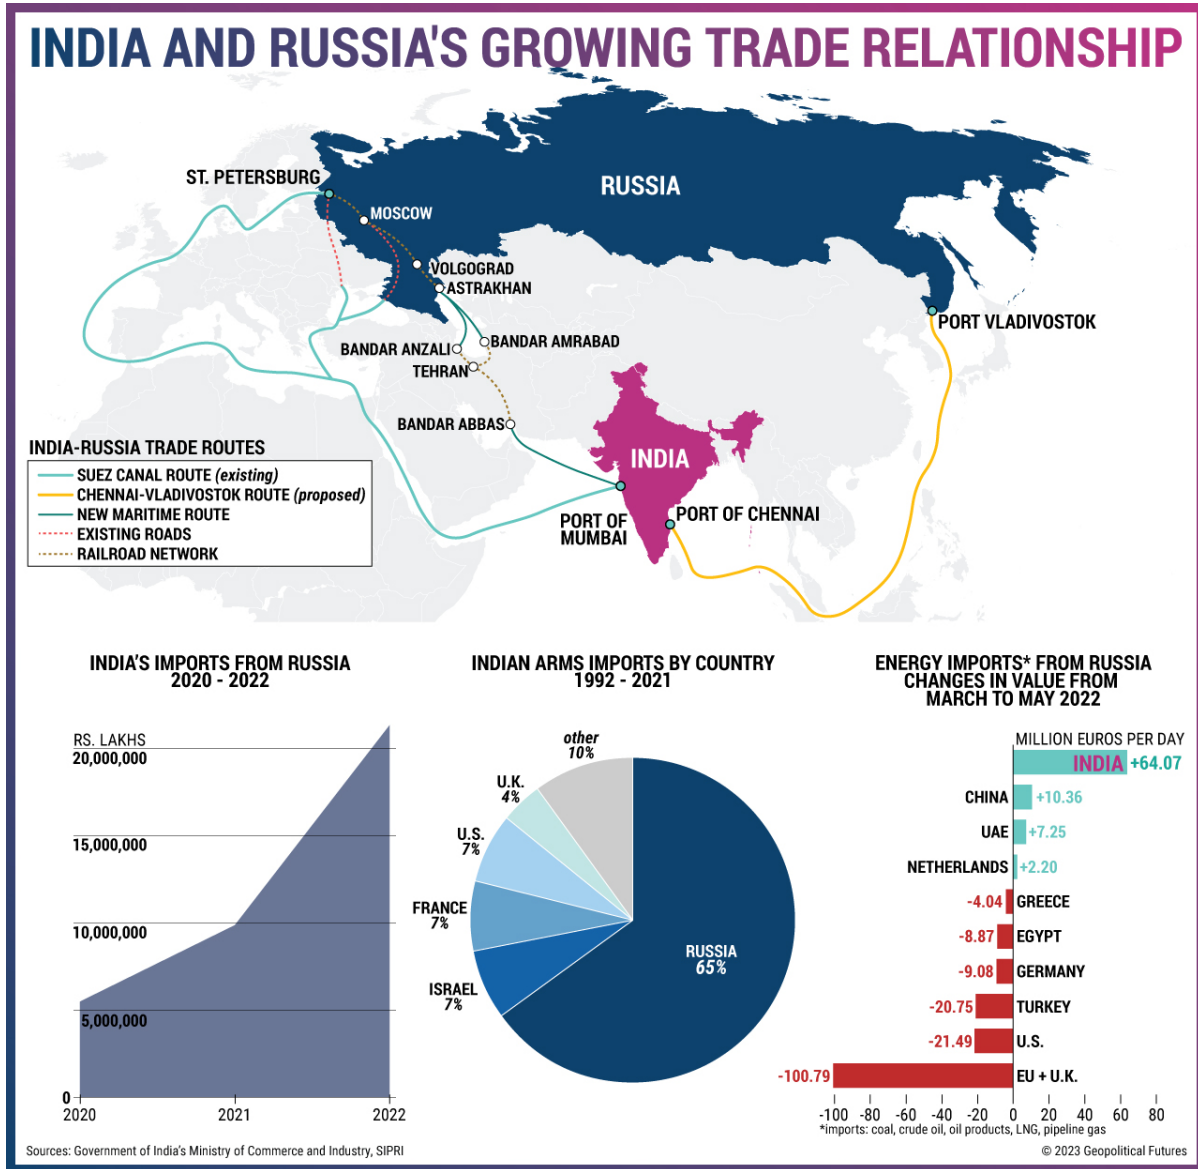 INDIA AND RUSSIA'S GROWING TRADE RELATIONSHIP
ST. PETERSBURG
RUSSIA
MOSCOW
VOLGOGRAD
ASTRAKHAN
PORT VLADIVOSTOK
BANDAR ANZALI
BANDAR AMRABAD
TEHRAN
BANDAR ABBAS
INDIA
PORT OF
MUMBAI
PORT OF CHENNAI
INDIA-RUSSIA TRADE ROUTES
SUEZ CANAL ROUTE (existing)
CHENNAI-VLADIVOSTOK ROUTE (proposed)
NEW MARITIME ROUTE
EXISTING ROADS
RAILROAD NETWORK
INDIA'S IMPORTS FROM RUSSIA
2020 - 2022
RS. LAKHS
20,000,000
15,000,000
10,000,000
5,000,000
0
2020
2021
2022
INDIAN ARMS IMPORTS BY COUNTRY
1992 - 2021
other
10%
U.K.
4%
U.S.
7%
FRANCE
7%
ISRAEL
7%
RUSSIA
65%
ENERGY IMPORTS* FROM RUSSIA
CHANGES IN VALUE FROM
MARCH TO MAY 2022
MILLION EUROS PER DAY
INDIA +64.07
CHINA +10.36
UAE +7.25
NETHERLANDS +2.20
-4.04 GREECE
-8.87 EGYPT
-9.08 GERMANY
-20.75 TURKEY
-21.49 U.S.
-100.79 EU + U.K.
-100 -80 -60 -40 -20 0 20 40 60 80
*imports: coal, crude oil, oil products, LNG, pipeline gas
Sources: Government of India's Ministry of Commerce and Industry, SIPRI
© 2023 Geopolitical Futures